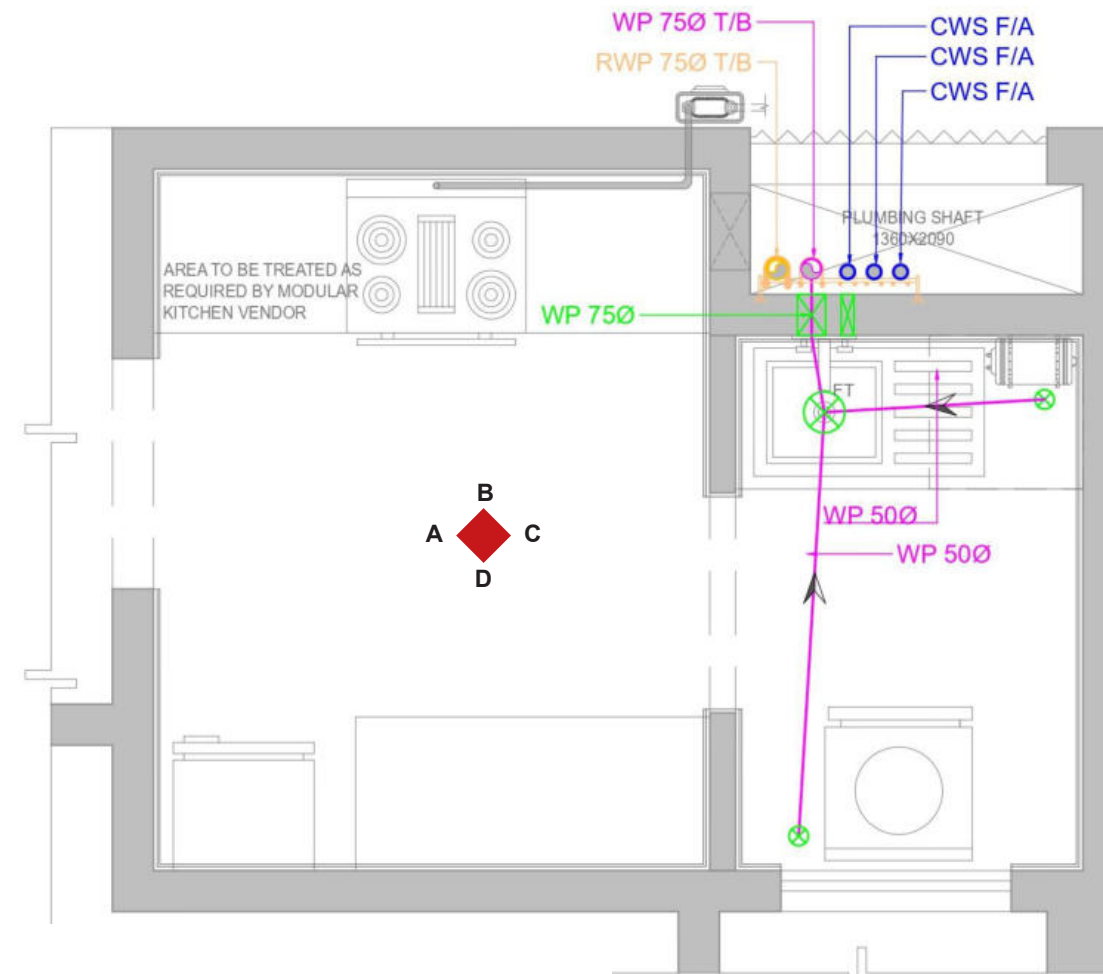 WP 75Ø T/B
CWS F/A
RWP 75Ø T/B
CWS F/A
CWS F/A
PLUMBING SHAFT
1360X2090
AREA TO BE TREATED AS
REQUIRED BY MODULAR
KITCHEN VENDOR
WP 75Ø
FT
B
A
C
D
WP 50Ø
WP 50Ø